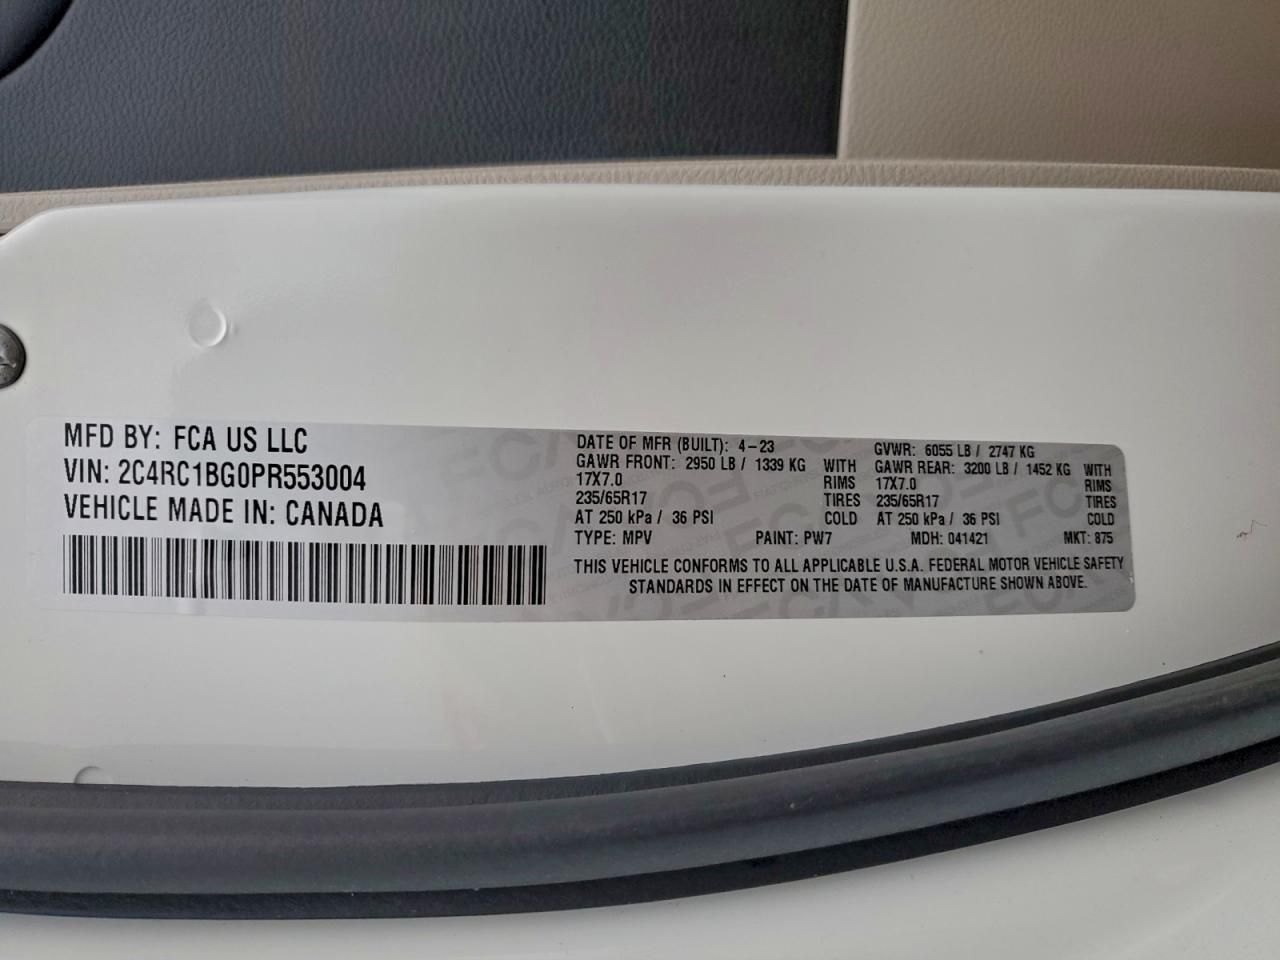 MFD BY: FCA US LLC
VIN: 2C4RC1BG0PR553004
VEHICLE MADE IN: CANADA
DATE OF MFR (BUILT): 4-23 GVWR: 6055 LB / 2747 KG
GAWR FRONT: 2950 LB / 1339 KG WITH GAWR REAR: 3200 LB / 1452 KG WITH
17X7.0 RIMS 17X7.0 RIMS
235/65R17 TIRES 235/65R17 TIRES
AT 250 kPa / 36 PSI COLD AT 250 kPa / 36 PSI COLD
TYPE: MPV PAINT: PW7 MDH: 041421 MKT: 875
THIS VEHICLE CONFORMS TO ALL APPLICABLE U.S.A. FEDERAL MOTOR VEHICLE SAFETY
STANDARDS IN EFFECT ON THE DATE OF MANUFACTURE SHOWN ABOVE.